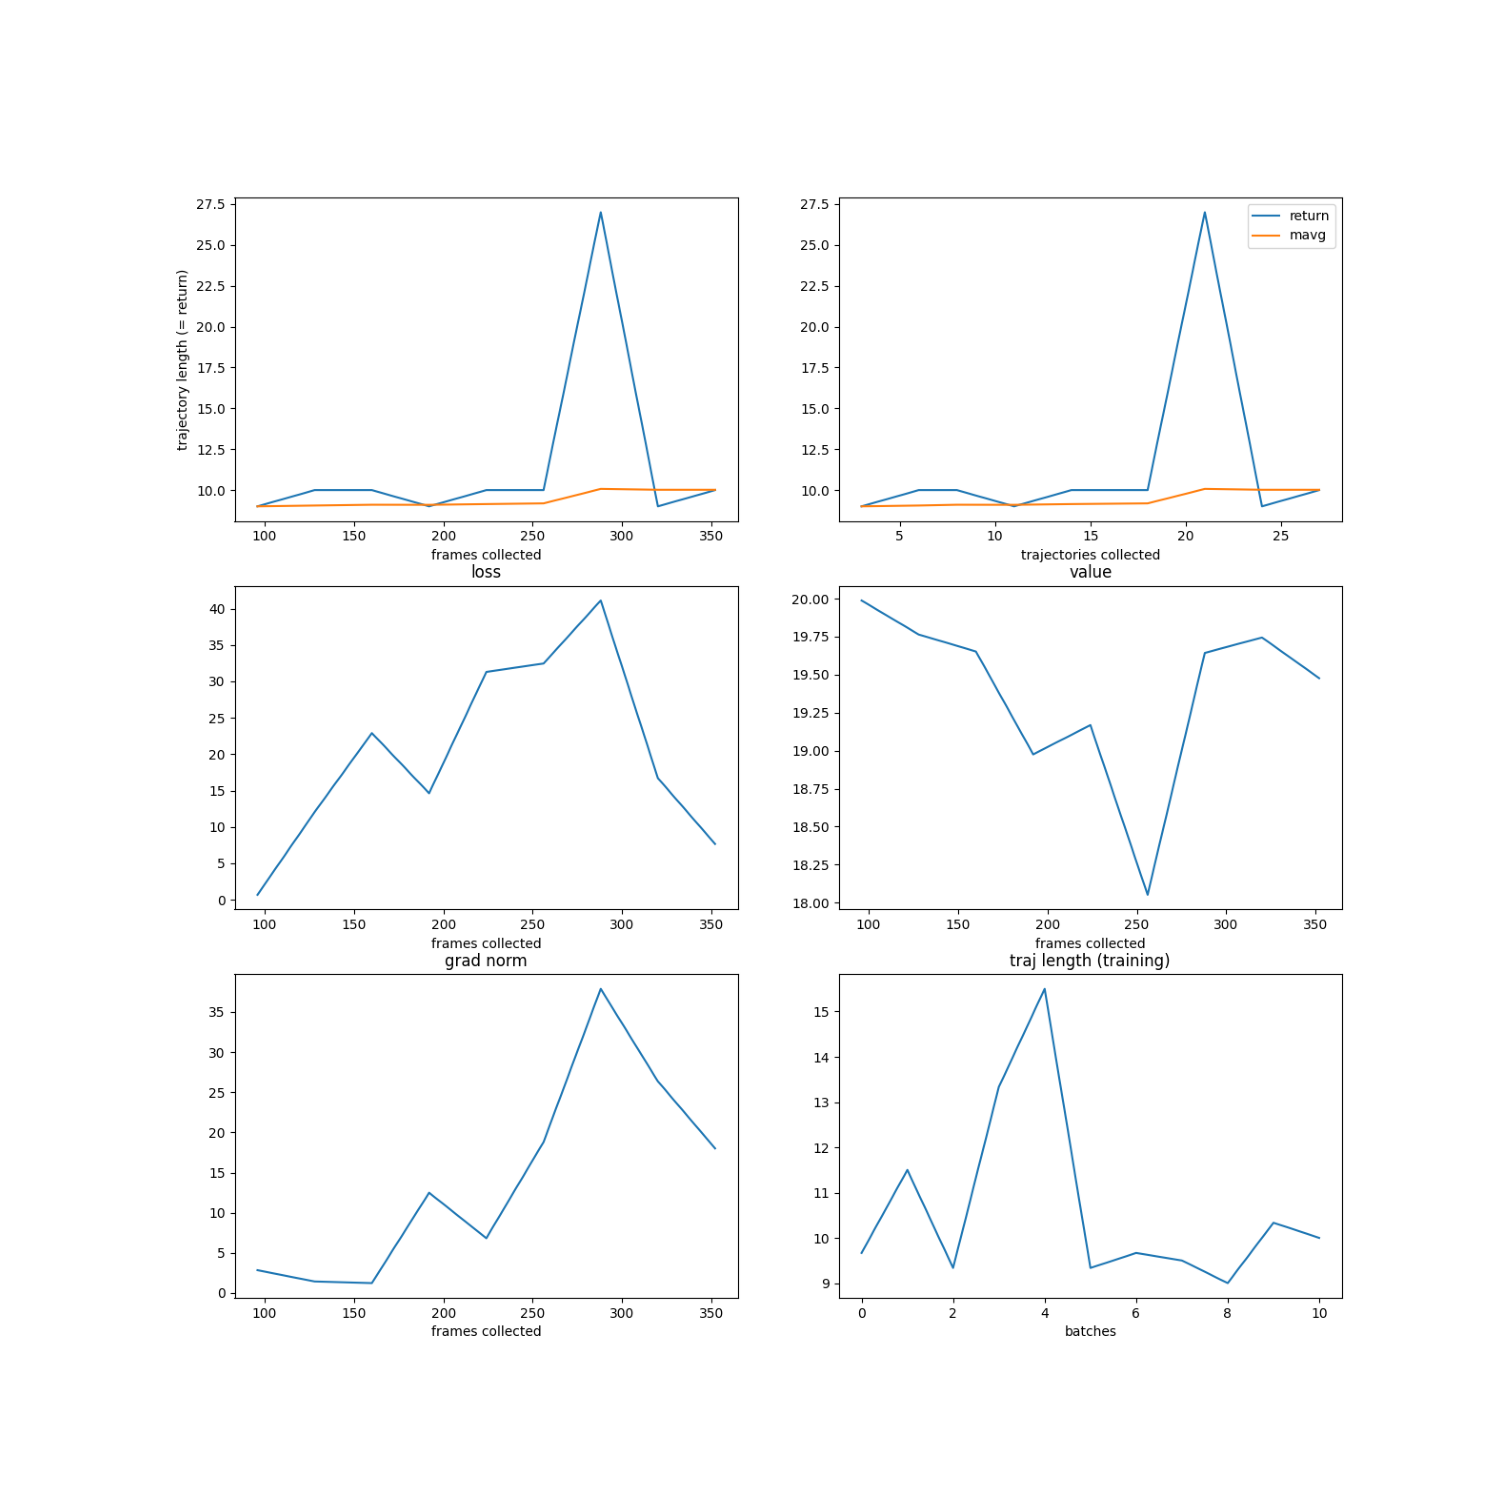 27.5
25.0
22.5
20.0
17.5
15.0
12.5
10.0
trajectory length (= return)
100 150 200 250 300 350
frames collected
27.5
25.0
22.5
20.0
17.5
15.0
12.5
10.0
return
mavg
5 10 15 20 25
trajectories collected
loss
40
35
30
25
20
15
10
5
0
100 150 200 250 300 350
frames collected
value
20.00
19.75
19.50
19.25
19.00
18.75
18.50
18.25
18.00
100 150 200 250 300 350
frames collected
grad norm
35
30
25
20
15
10
5
0
100 150 200 250 300 350
frames collected
traj length (training)
15
14
13
12
11
10
9
0 2 4 6 8 10
batches